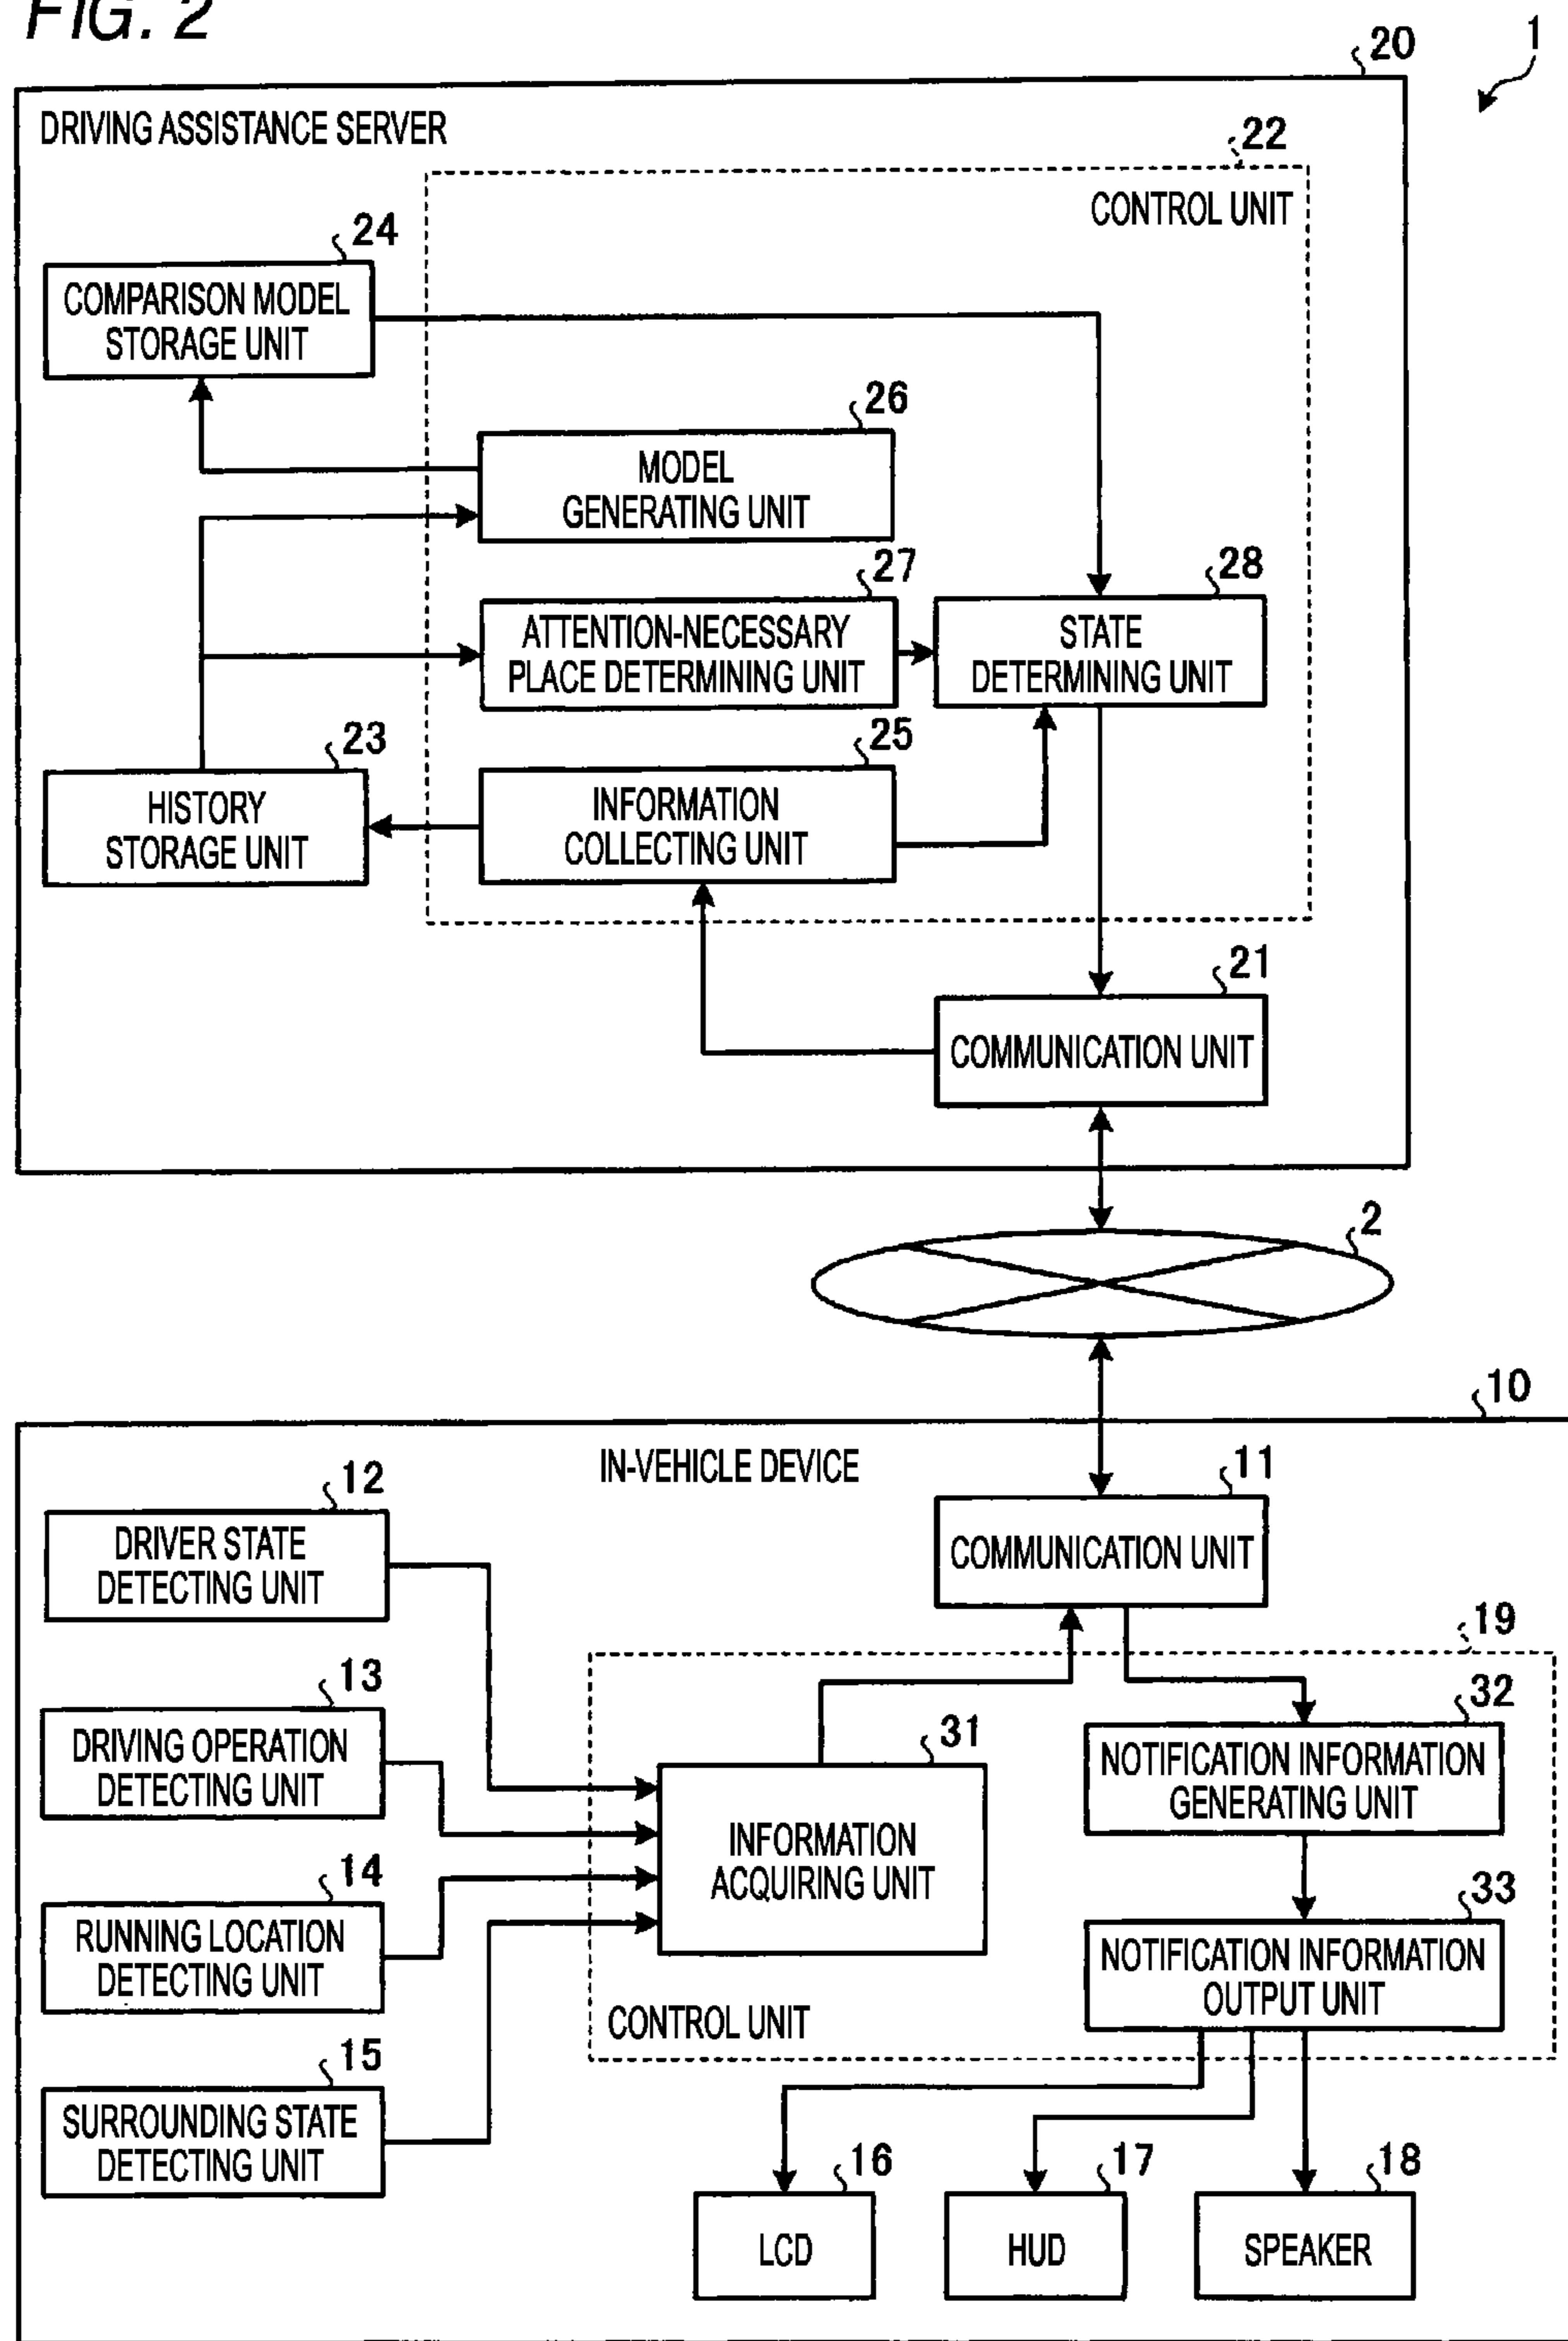 FIG. 2
1
20
DRIVING ASSISTANCE SERVER
22
CONTROL UNIT
24
COMPARISON MODEL
STORAGE UNIT
26
MODEL
GENERATING UNIT
27
ATTENTION-NECESSARY
PLACE DETERMINING UNIT
28
STATE
DETERMINING UNIT
23
HISTORY
STORAGE UNIT
25
INFORMATION
COLLECTING UNIT
21
COMMUNICATION UNIT
2
10
IN-VEHICLE DEVICE
11
COMMUNICATION UNIT
12
DRIVER STATE
DETECTING UNIT
19
13
DRIVING OPERATION
DETECTING UNIT
31
INFORMATION
ACQUIRING UNIT
32
NOTIFICATION INFORMATION
GENERATING UNIT
14
RUNNING LOCATION
DETECTING UNIT
33
NOTIFICATION INFORMATION
OUTPUT UNIT
CONTROL UNIT
15
SURROUNDING STATE
DETECTING UNIT
16
LCD
17
HUD
18
SPEAKER